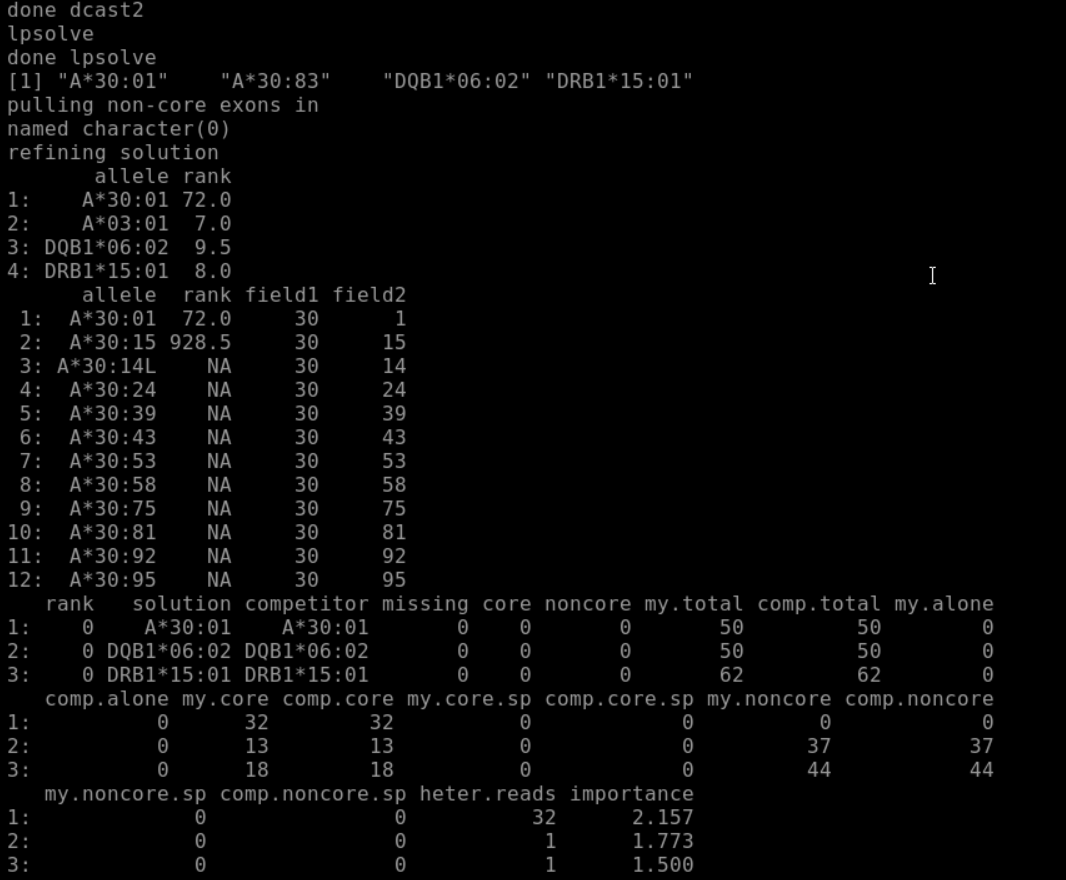 done dcast2
lpsolve
done lpsolve
[1] "A*30:01"    "A*30:83"    "DQB1*06:02" "DRB1*15:01"
pulling non-core exons in
named character(0)
refining solution
       allele rank
1:    A*30:01 72.0
2:    A*03:01  7.0
3: DQB1*06:02  9.5
4: DRB1*15:01  8.0
      allele  rank field1 field2
 1:  A*30:01  72.0     30      1
 2:  A*30:15 928.5     30     15
 3: A*30:14L    NA     30     14
 4:  A*30:24    NA     30     24
 5:  A*30:39    NA     30     39
 6:  A*30:43    NA     30     43
 7:  A*30:53    NA     30     53
 8:  A*30:58    NA     30     58
 9:  A*30:75    NA     30     75
10:  A*30:81    NA     30     81
11:  A*30:92    NA     30     92
12:  A*30:95    NA     30     95
   rank   solution competitor missing core noncore my.total comp.total my.alone
1:    0    A*30:01    A*30:01       0    0       0       50         50        0
2:    0 DQB1*06:02 DQB1*06:02       0    0       0       50         50        0
3:    0 DRB1*15:01 DRB1*15:01       0    0       0       62         62        0
   comp.alone my.core comp.core my.core.sp comp.core.sp my.noncore comp.noncore
1:          0      32        32          0            0          0            0
2:          0      13        13          0            0         37           37
3:          0      18        18          0            0         44           44
   my.noncore.sp comp.noncore.sp heter.reads importance
1:             0               0          32      2.157
2:             0               0           1      1.773
3:             0               0           1      1.500